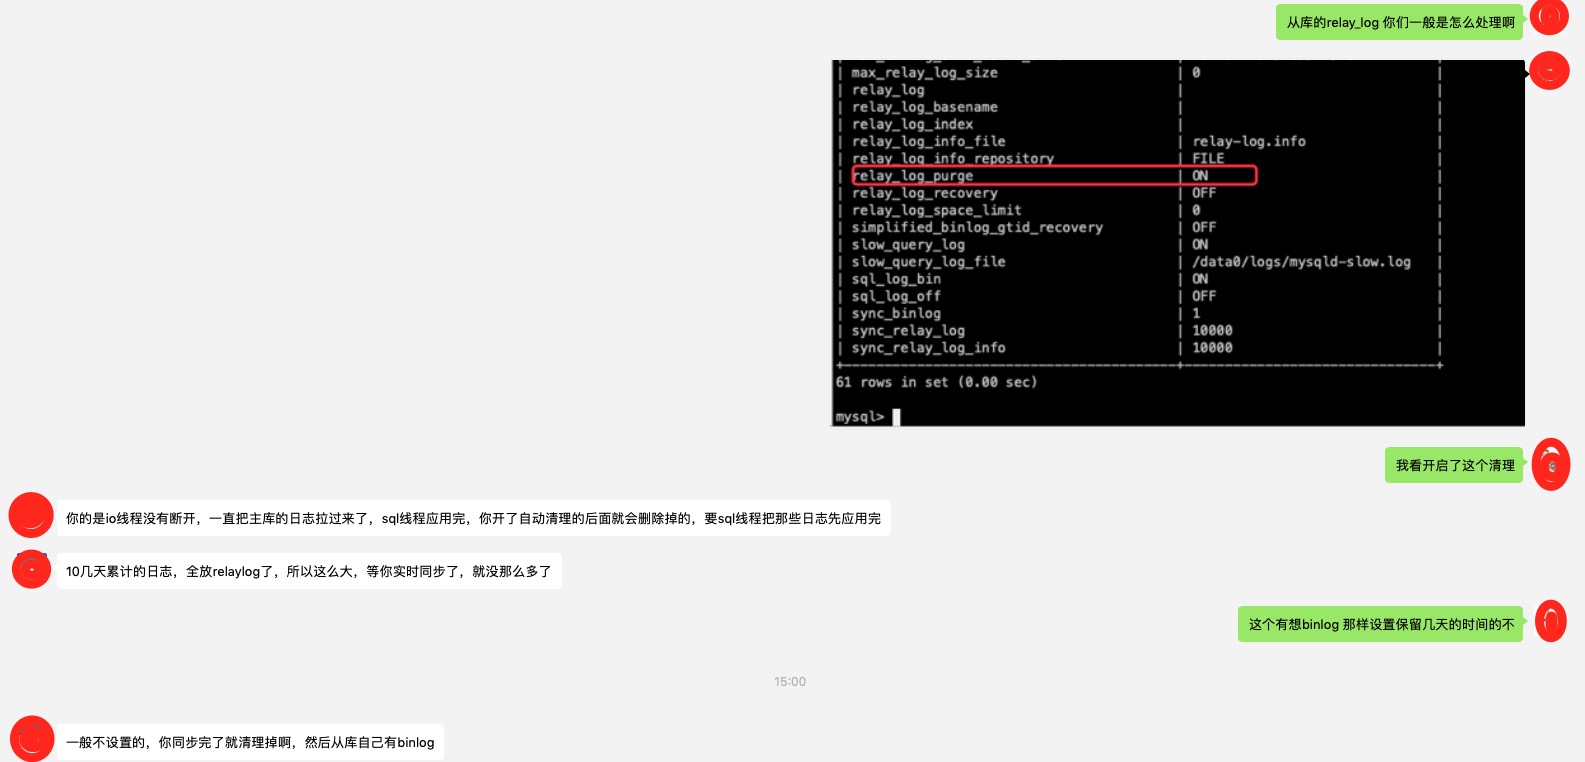 从库的relay_log 你们一般是怎么处理啊
| max_relay_log_size | 0 |
| relay_log | |
| relay_log_basename | |
| relay_log_index | |
| relay_log_info_file | relay-log.info |
| relay_log_info_repository | FILE |
| relay_log_purge | ON |
| relay_log_recovery | OFF |
| relay_log_space_limit | 0 |
| simplified_binlog_gtid_recovery | OFF |
| slow_query_log | ON |
| slow_query_log_file | /data0/logs/mysqld-slow.log |
| sql_log_bin | ON |
| sql_log_off | OFF |
| sync_binlog | 1 |
| sync_relay_log | 10000 |
| sync_relay_log_info | 10000 |
61 rows in set (0.00 sec)
mysql>
我看开启了这个清理
你的是io线程没有断开，一直把主库的日志拉过来了，sql线程应用完，你开了自动清理的后面就会删除掉的，要sql线程把那些日志先应用完
10几天累计的日志，全放relaylog了，所以这么大，等你实时同步了，就没那么多了
这个有想binlog 那样设置保留几天的时间的不
15:00
一般不设置的，你同步完了就清理掉啊，然后从库自己有binlog